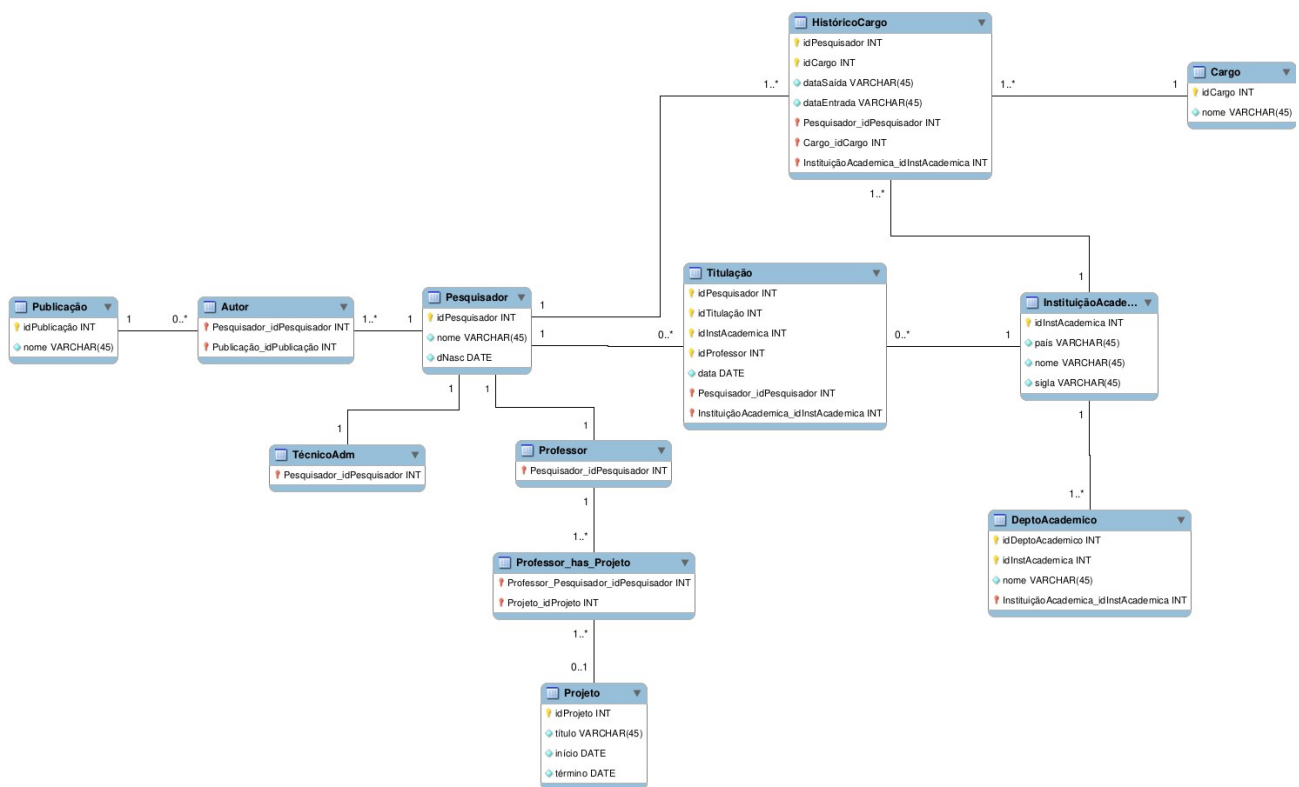 HistóricoCargo
idPesquisador INT
idCargo INT
dataSaída VARCHAR(45)
dataEntrada VARCHAR(45)
Pesquisador_idPesquisador INT
Cargo_idCargo INT
InstituiçãoAcademica_idInstAcademica INT
1..*
1..*
1
1..*
Cargo
idCargo INT
nome VARCHAR(45)
Publicação
idPublicação INT
nome VARCHAR(45)
1
0..*
Autor
Pesquisador_idPesquisador INT
Publicação_idPublicação INT
1..*
1
Pesquisador
idPesquisador INT
nome VARCHAR(45)
dNasc DATE
1
1
1
1
0..*
Titulação
idPesquisador INT
idTitulação INT
idInstAcademica INT
idProfessor INT
data DATE
Pesquisador_idPesquisador INT
InstituiçãoAcademica_idInstAcademica INT
0..*
1
1
InstituiçãoAcade...
idInstAcademica INT
país VARCHAR(45)
nome VARCHAR(45)
sigla VARCHAR(45)
1
1..*
1
TécnicoAdm
Pesquisador_idPesquisador INT
1
Professor
Pesquisador_idPesquisador INT
1
1..*
DeptoAcademico
idDeptoAcademico INT
idInstAcademica INT
nome VARCHAR(45)
InstituiçãoAcademica_idInstAcademica INT
Professor_has_Projeto
Professor_Pesquisador_idPesquisador INT
Projeto_idProjeto INT
1..*
0..1
Projeto
idProjeto INT
título VARCHAR(45)
início DATE
término DATE